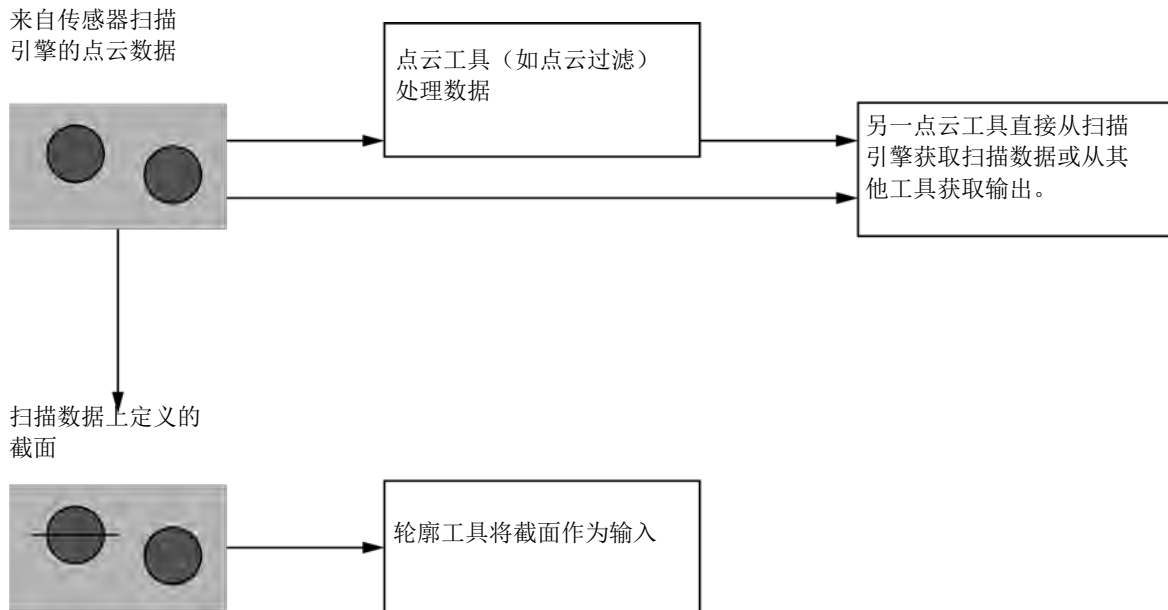 来自传感器扫描
引擎的点云数据
点云工具（如点云过滤）
处理数据
另一点云工具直接从扫描
引擎获取扫描数据或从其
他工具获取输出。
扫描数据上定义的
截面
轮廓工具将截面作为输入